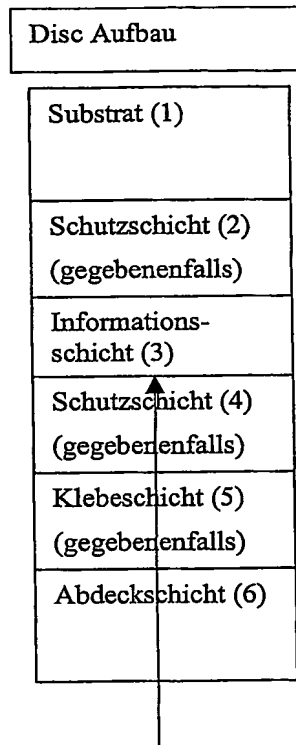 Disc Aufbau
Substrat (1)
Schutzschicht (2)
(gegebenenfalls)
Informations-
schicht (3)
Schutzschicht (4)
(gegebenenfalls)
Klebeschicht (5)
(gegebenenfalls)
Abdeckschicht (6)